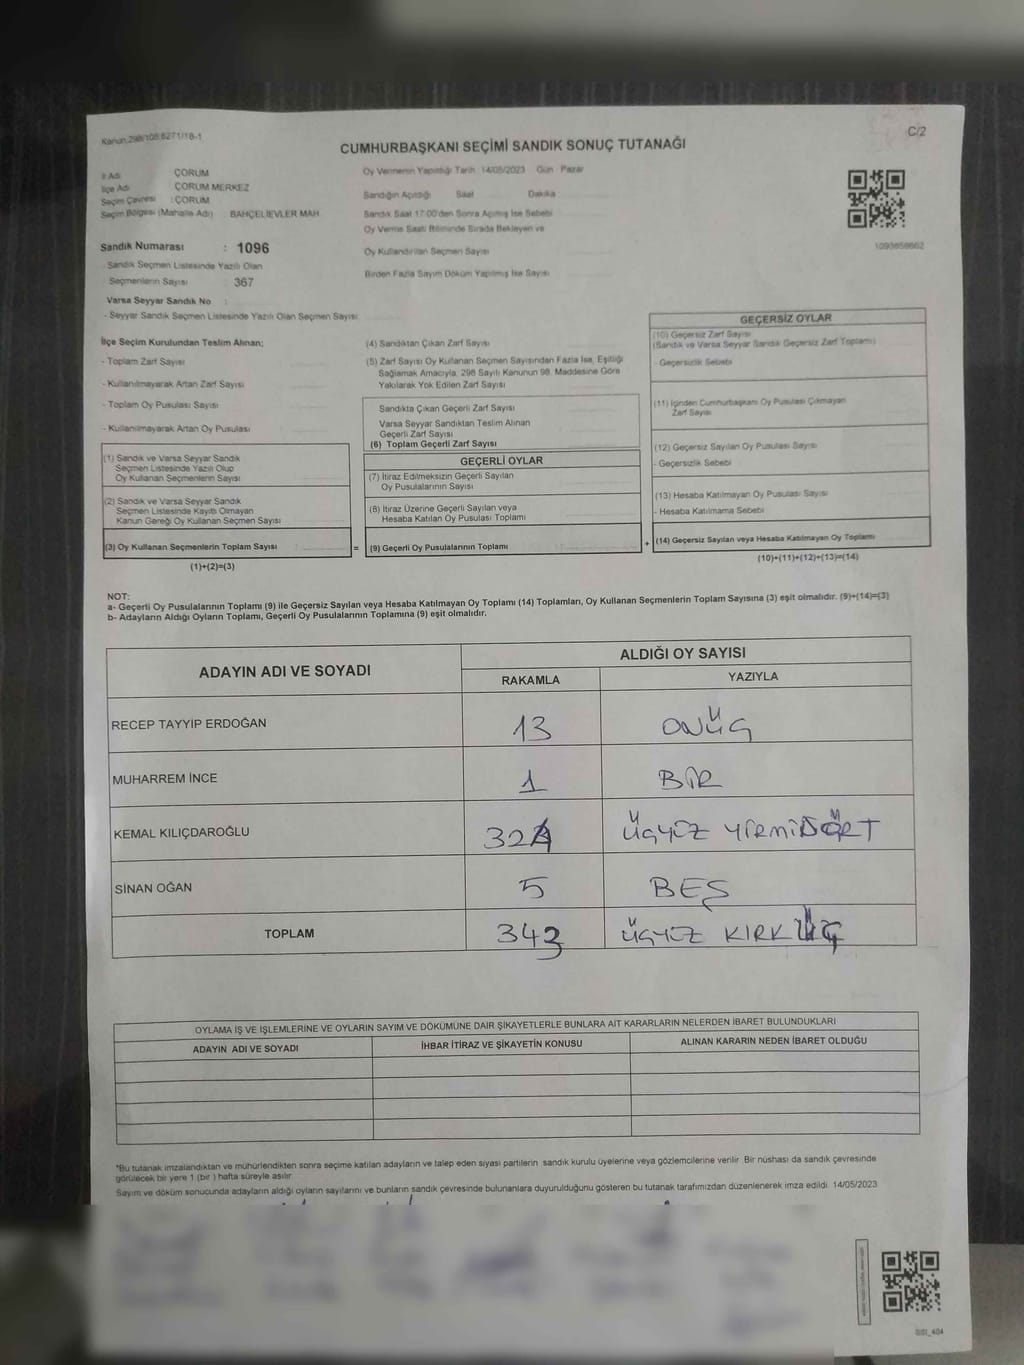 Kanun,298/105,6271/18-1
C/2
CUMHURBAŞKANI SEÇİMİ SANDIK SONUÇ TUTANAĞI
İl Adı ÇORUM
İlçe Adı ÇORUM MERKEZ
Seçim Çevresi : ÇORUM
Seçim Bölgesi (Mahalle Adı) : BAHÇELİEVLER MAH.
Oy Vermenin Yapıldığı Tarih :14/05/2023 Gün : Pazar
Sandığın Açıldığı Saat Dakika
Sandık Saat 17:00'den Sonra Açılmış İse Sebebi
Oy Verme Saati Bitiminde Sırada Bekleyen ve
Oy Kullandırılan Seçmen Sayısı
Birden Fazla Sayım Döküm Yapılmış İse Sayısı
1093658602
Sandık Numarası : 1096
Sandık Seçmen Listesinde Yazılı Olan
Seçmenlerin Sayısı : 367
Varsa Seyyar Sandık No :
- Seyyar Sandık Seçmen Listesinde Yazılı Olan Seçmen Sayısı
İlçe Seçim Kurulundan Teslim Alınan;
- Toplam Zarf Sayısı
- Kullanılmayarak Artan Zarf Sayısı
- Toplam Oy Pusulası Sayısı
- Kullanılmayarak Artan Oy Pusulası
(1) Sandık ve Varsa Seyyar Sandık
Seçmen Listesinde Yazılı Olup
Oy Kullanan Seçmenlerin Sayısı
(2) Sandık ve Varsa Seyyar Sandık
Seçmen Listesinde Kayıtlı Olmayan
Kanun Gereği Oy Kullanan Seçmen Sayısı
(3) Oy Kullanan Seçmenlerin Toplam Sayısı
(1)+(2)=(3)
(4) Sandıktan Çıkan Zarf Sayısı
(5) Zarf Sayısı Oy Kullanan Seçmen Sayısından Fazla İse, Eşitliği
Sağlamak Amacıyla, 298 Sayılı Kanunun 98. Maddesine Göre
Yakılarak Yok Edilen Zarf Sayısı
Sandıkta Çıkan Geçerli Zarf Sayısı
Varsa Seyyar Sandıktan Teslim Alınan
Geçerli Zarf Sayısı
(6) Toplam Geçerli Zarf Sayısı
GEÇERLİ OYLAR
(7) İtiraz Edilmeksizin Geçerli Sayılan
Oy Pusulalarının Sayısı
(8) İtiraz Üzerine Geçerli Sayılan veya
Hesaba Katılan Oy Pusulası Toplamı
= (9) Geçerli Oy Pusulalarının Toplamı
GEÇERSİZ OYLAR
(10) Geçersiz Zarf Sayısı
(Sandık ve Varsa Seyyar Sandık Geçersiz Zarf Toplamı)
- Geçersizlik Sebebi
(11) İçinden Cumhurbaşkanı Oy Pusulası Çıkmayan
Zarf Sayısı
(12) Geçersiz Sayılan Oy Pusulası Sayısı
- Geçersizlik Sebebi
(13) Hesaba Katılmayan Oy Pusulası Sayısı
- Hesaba Katılmama Sebebi
+ (14) Geçersiz Sayılan veya Hesaba Katılmayan Oy Toplamı
(10)+(11)+(12)+(13)=(14)
NOT:
a- Geçerli Oy Pusulalarının Toplamı (9) ile Geçersiz Sayılan veya Hesaba Katılmayan Oy Toplamı (14) Toplamları, Oy Kullanan Seçmenlerin Toplam Sayısına (3) eşit olmalıdır. (9)+(14)=(3)
b- Adayların Aldığı Oyların Toplamı, Geçerli Oy Pusulalarının Toplamına (9) eşit olmalıdır.
ADAYIN ADI VE SOYADI
ALDIĞI OY SAYISI
RAKAMLA YAZIYLA
RECEP TAYYİP ERDOĞAN 13 ONÜÇ
MUHARREM İNCE 1 BİR
KEMAL KILIÇDAROĞLU 324 ÜÇYÜZ YİRMİDÖRT
SİNAN OĞAN 5 BEŞ
TOPLAM 343 ÜÇYÜZ KIRK ÜÇ
OYLAMA İŞ VE İŞLEMLERİNE VE OYLARIN SAYIM VE DÖKÜMÜNE DAİR ŞİKAYETLERLE BUNLARA AİT KARARLARIN NELERDEN İBARET BULUNDUKLARI
ADAYIN ADI VE SOYADI İHBAR İTİRAZ VE ŞİKAYETİN KONUSU ALINAN KARARIN NEDEN İBARET OLDUĞU
*Bu tutanak imzalandıktan ve mühürlendikten sonra seçime katılan adayların ve talep eden siyasi partilerin sandık kurulu üyelerine veya gözlemcilerine verilir. Bir nüshası da sandık çevresinde
görülecek bir yere 1 (bir ) hafta süreyle asılır.
Sayım ve döküm sonucunda adayların aldığı oyların sayılarını ve bunların sandık çevresinde bulunanlara duyurulduğunu gösteren bu tutanak tarafımızdan düzenlenerek imza edildi. 14/05/2023